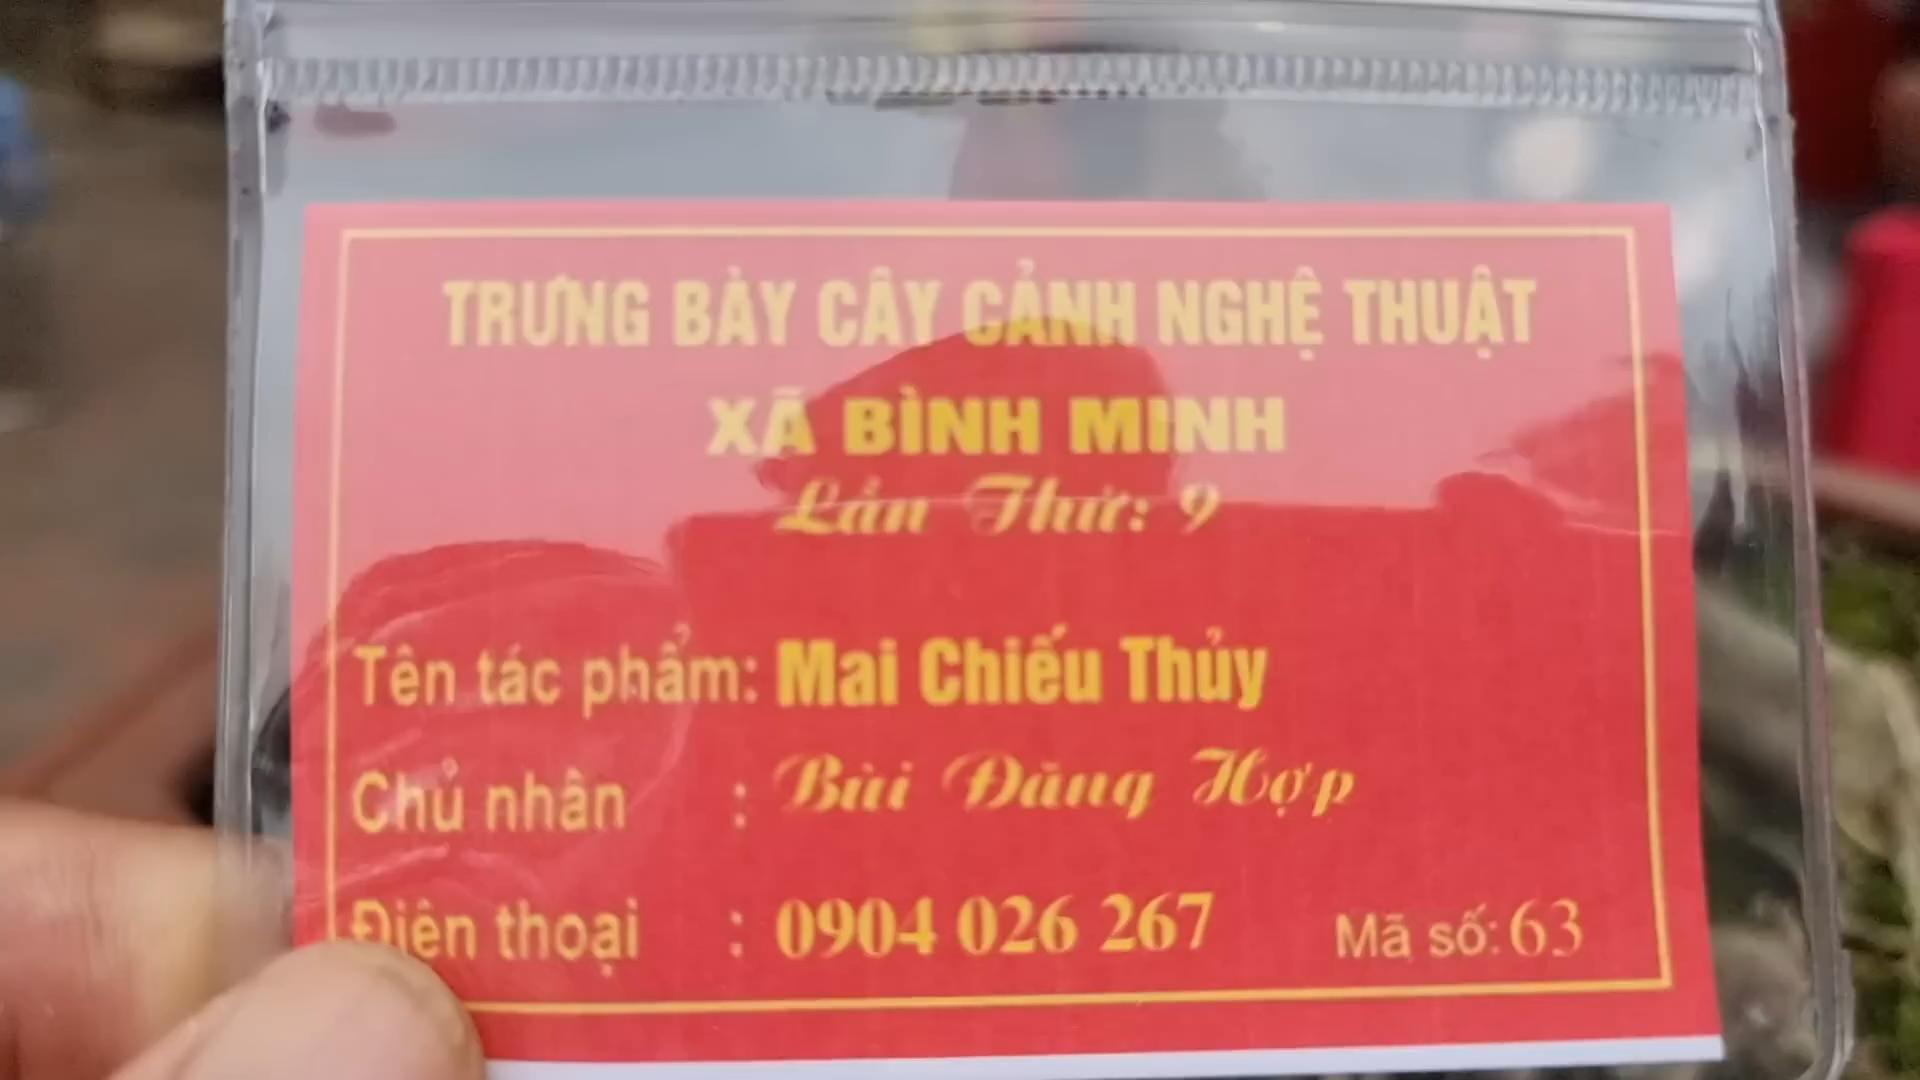 TRƯNG BÀY CÂY CẢNH NGHỆ THUẬT
XÃ BÌNH MINH
Lần Thứ: 9
Tên tác phẩm: Mai Chiếu Thủy
Chủ nhân : Bùi Đăng Hợp
Điện thoại : 0904 026 267 Mã số: 63